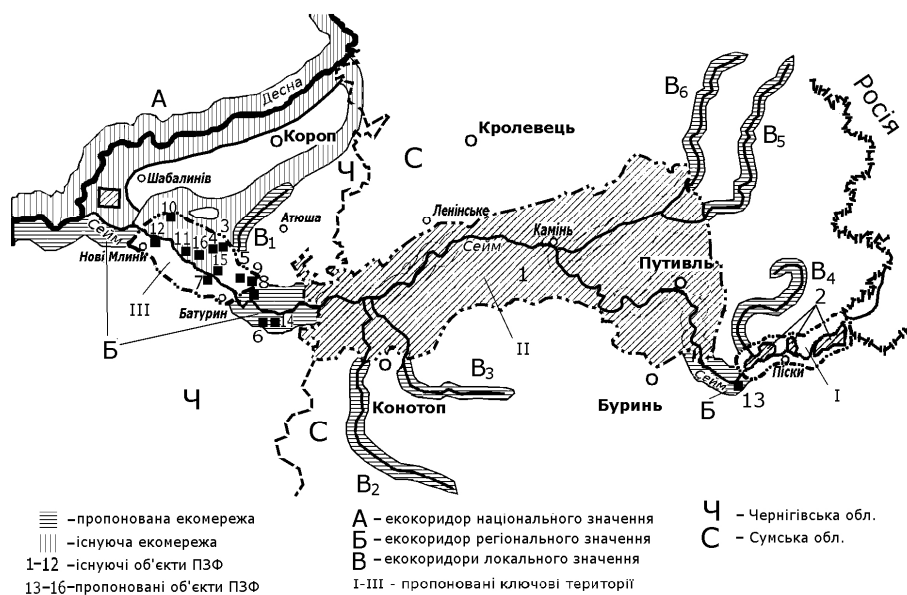 А
Десна
Короп
Шабалинів
Ч
С
Кролевець
В6
В5
Росія
10
3
4
12
11
16
15
5
9
8
7
2
6
14
В1
Атюша
Сейм
Нові Млини
III
Батурин
Б
Ленінське
Камінь
Сейм
1
II
Путивль
В4
2
Піски
I
Сейм
Б
13
Буринь
В3
Конотоп
В2
Ч
С
–пропонована екомережа
–існуюча екомережа
1–12 –існуючі об'єкти ПЗФ
13–16–пропоновані об'єкти ПЗФ
А – екокоридор національного значення
Б – екокоридор регіонального значення
В – екокоридори локального значення
I-III - пропоновані ключові території
Ч – Чернігівська обл.
С – Сумська обл.